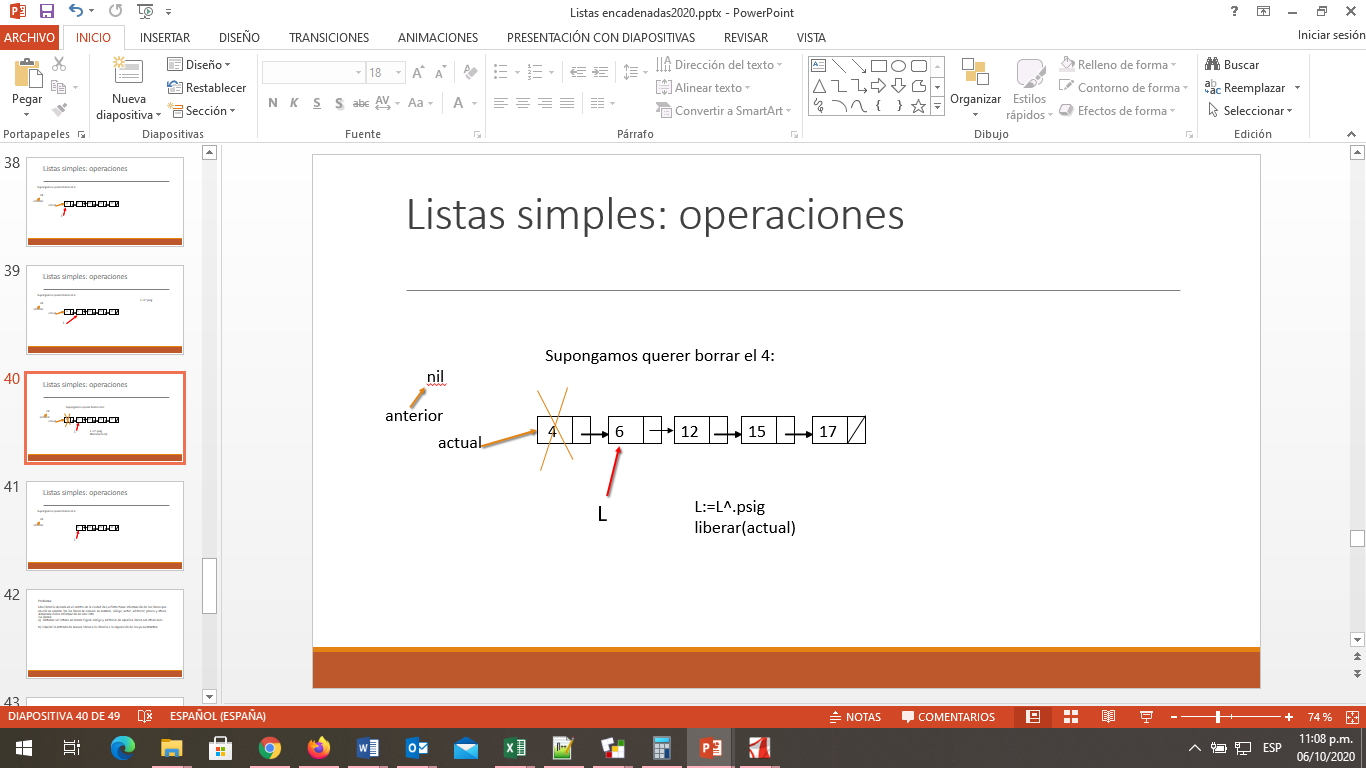 Listas encadenadas2020.pptx - PowerPoint
ARCHIVO INICIO INSERTAR DISEÑO TRANSICIONES ANIMACIONES PRESENTACIÓN CON DIAPOSITIVAS REVISAR VISTA Iniciar sesión
Pegar
Nueva diapositiva
Diseño
Restablecer
Sección
18
N K S S abc AV Aa A
Dirección del texto
Alinear texto
Convertir a SmartArt
Organizar
Estilos rápidos
Relleno de forma
Contorno de forma
Efectos de forma
Buscar
Reemplazar
Seleccionar
Portapapeles Diapositivas Fuente Párrafo Dibujo Edición
38
Listas simples: operaciones
39
Listas simples: operaciones
40
Listas simples: operaciones
41
Listas simples: operaciones
42
43
Listas simples: operaciones
Supongamos querer borrar el 4:
nil
anterior
actual
4 6 12 15 17
L
L:=L^.psig
liberar(actual)
DIAPOSITIVA 40 DE 49 ESPAÑOL (ESPAÑA) NOTAS COMENTARIOS 74 %
ESP
11:08 p.m.
06/10/2020